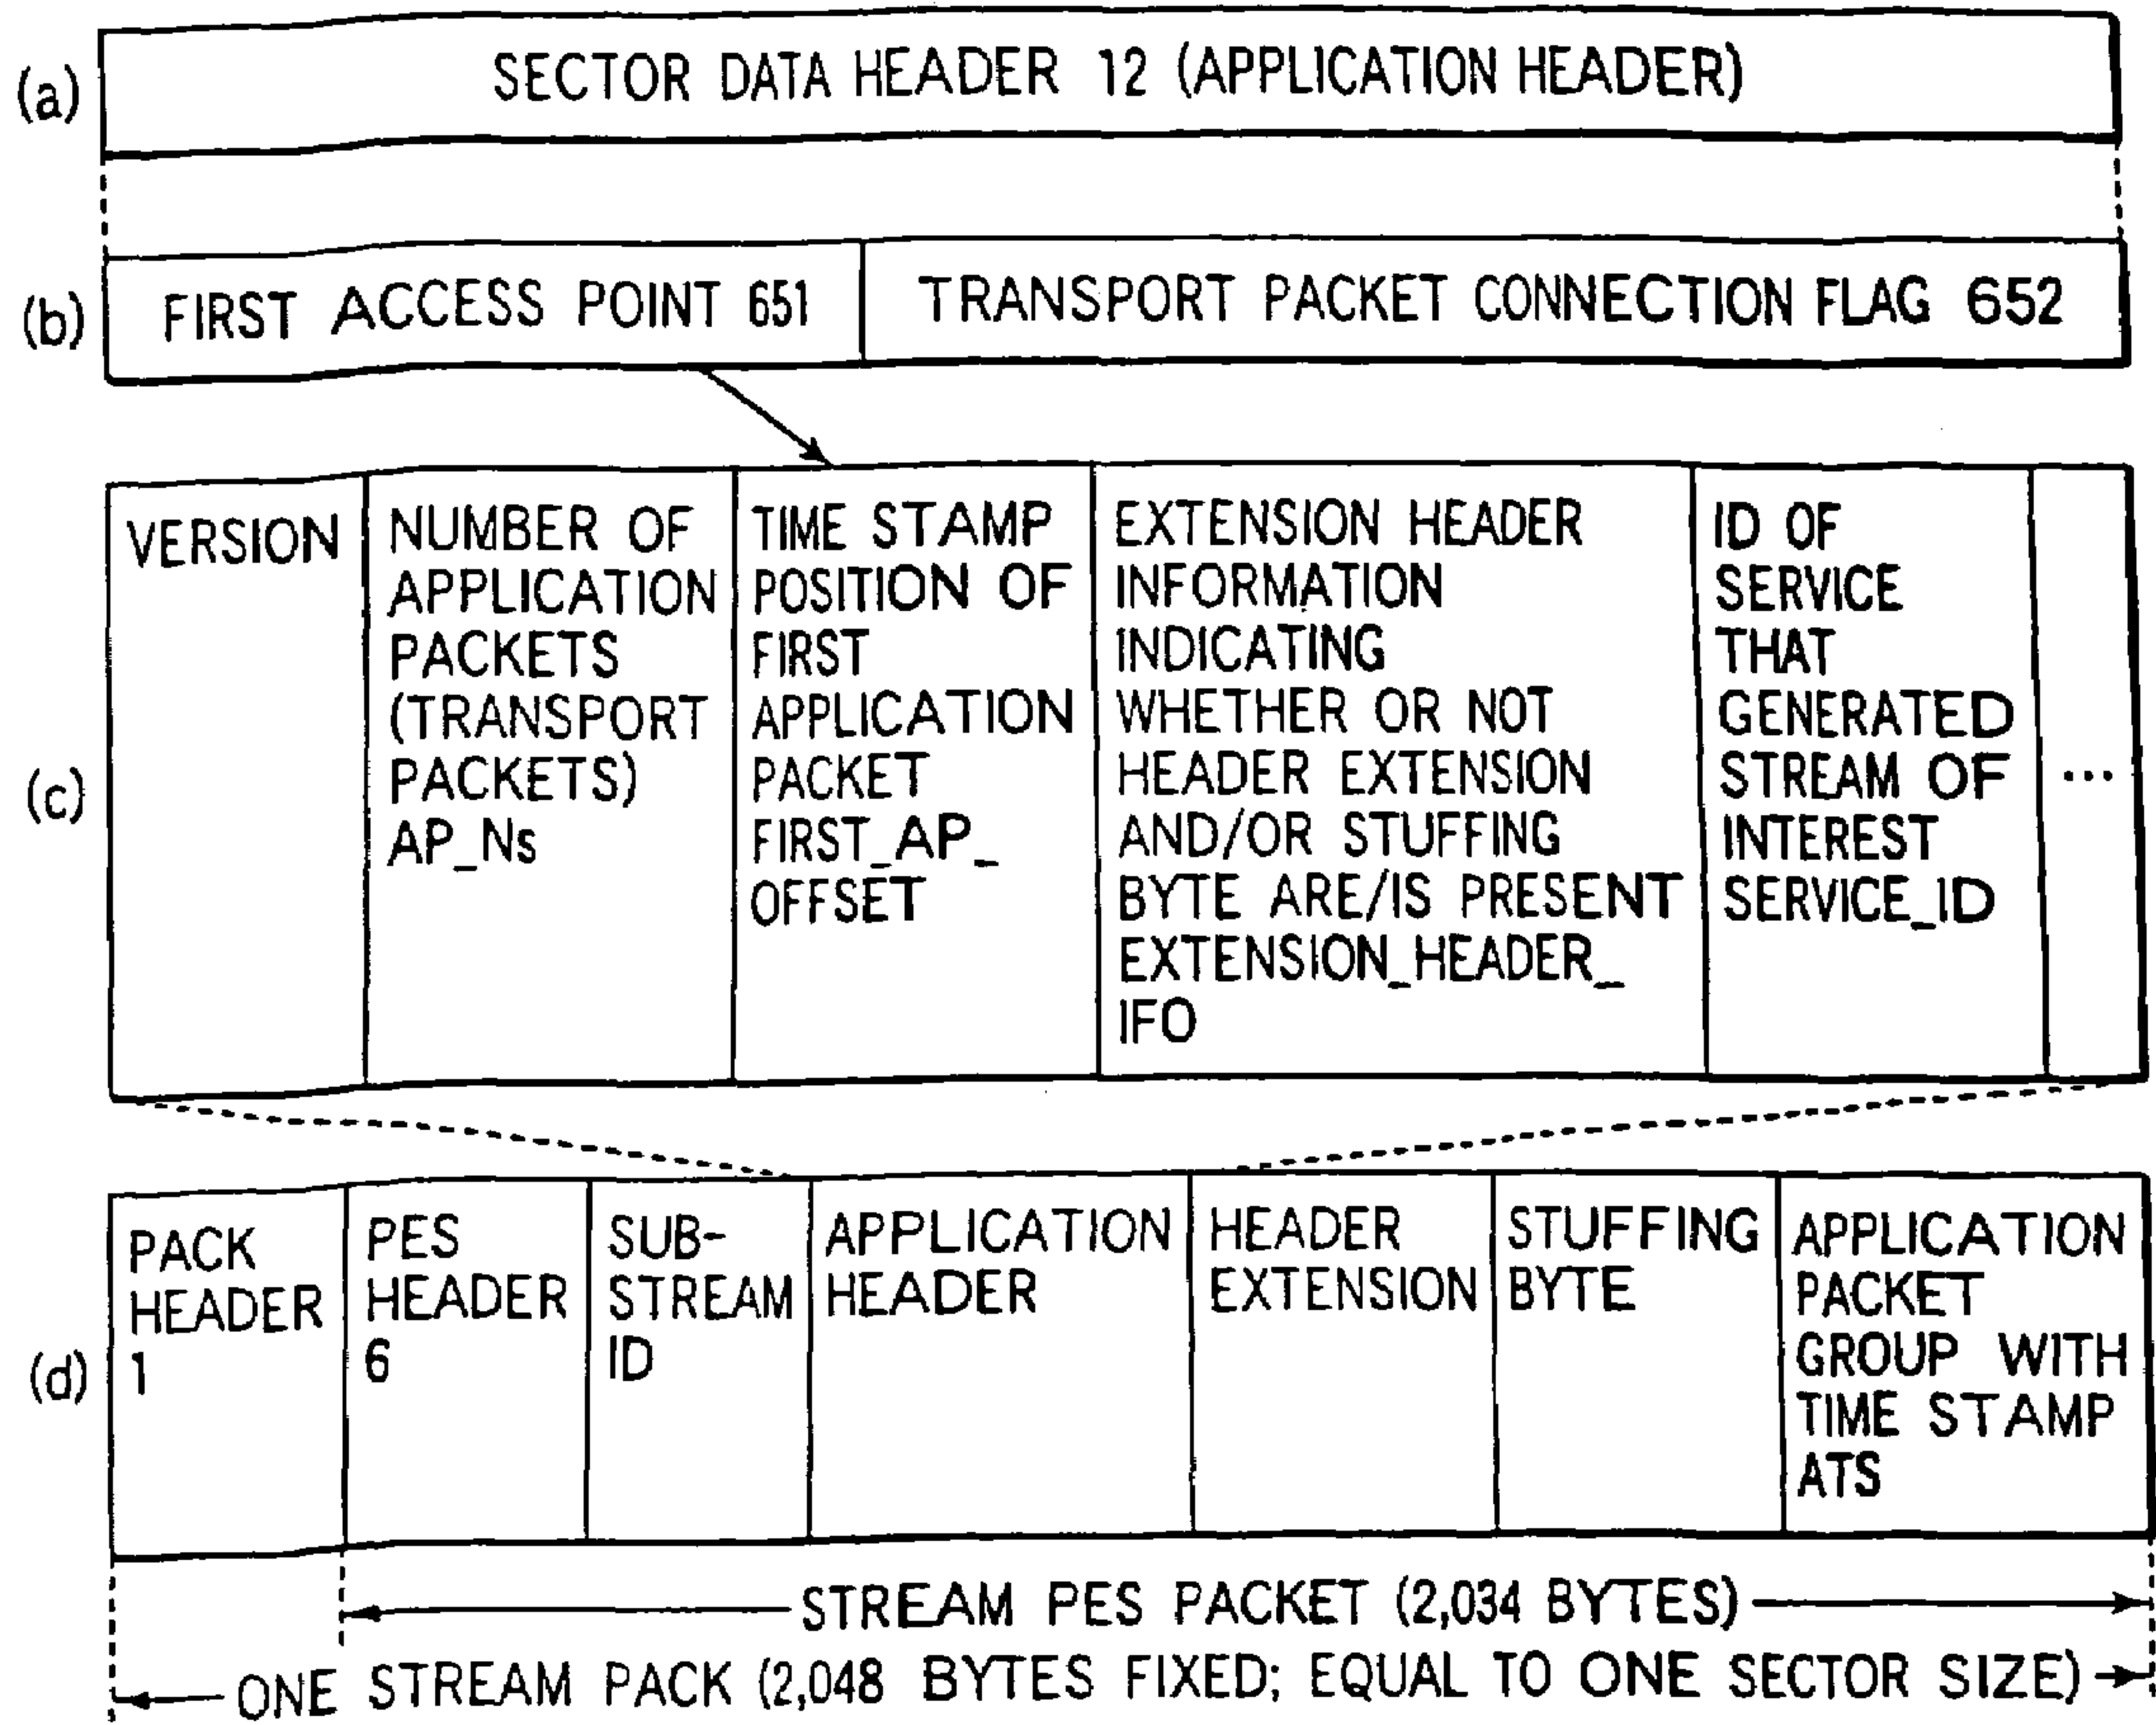 (a)
SECTOR DATA HEADER 12 (APPLICATION HEADER)
(b)
FIRST ACCESS POINT 651
TRANSPORT PACKET CONNECTION FLAG 652
(c)
VERSION
NUMBER OF
APPLICATION
PACKETS
(TRANSPORT
PACKETS)
AP_Ns
TIME STAMP
POSITION OF
FIRST
APPLICATION
PACKET
FIRST_AP_
OFFSET
EXTENSION HEADER
INFORMATION
INDICATING
WHETHER OR NOT
HEADER EXTENSION
AND/OR STUFFING
BYTE ARE/IS PRESENT
EXTENSION_HEADER_
IFO
ID OF
SERVICE
THAT
GENERATED
STREAM OF
INTEREST
SERVICE_ID
...
(d)
PACK
HEADER
1
PES
HEADER
6
SUB-
STREAM
ID
APPLICATION
HEADER
HEADER
EXTENSION
STUFFING
BYTE
APPLICATION
PACKET
GROUP WITH
TIME STAMP
ATS
STREAM PES PACKET (2,034 BYTES)
ONE STREAM PACK (2,048 BYTES FIXED; EQUAL TO ONE SECTOR SIZE)